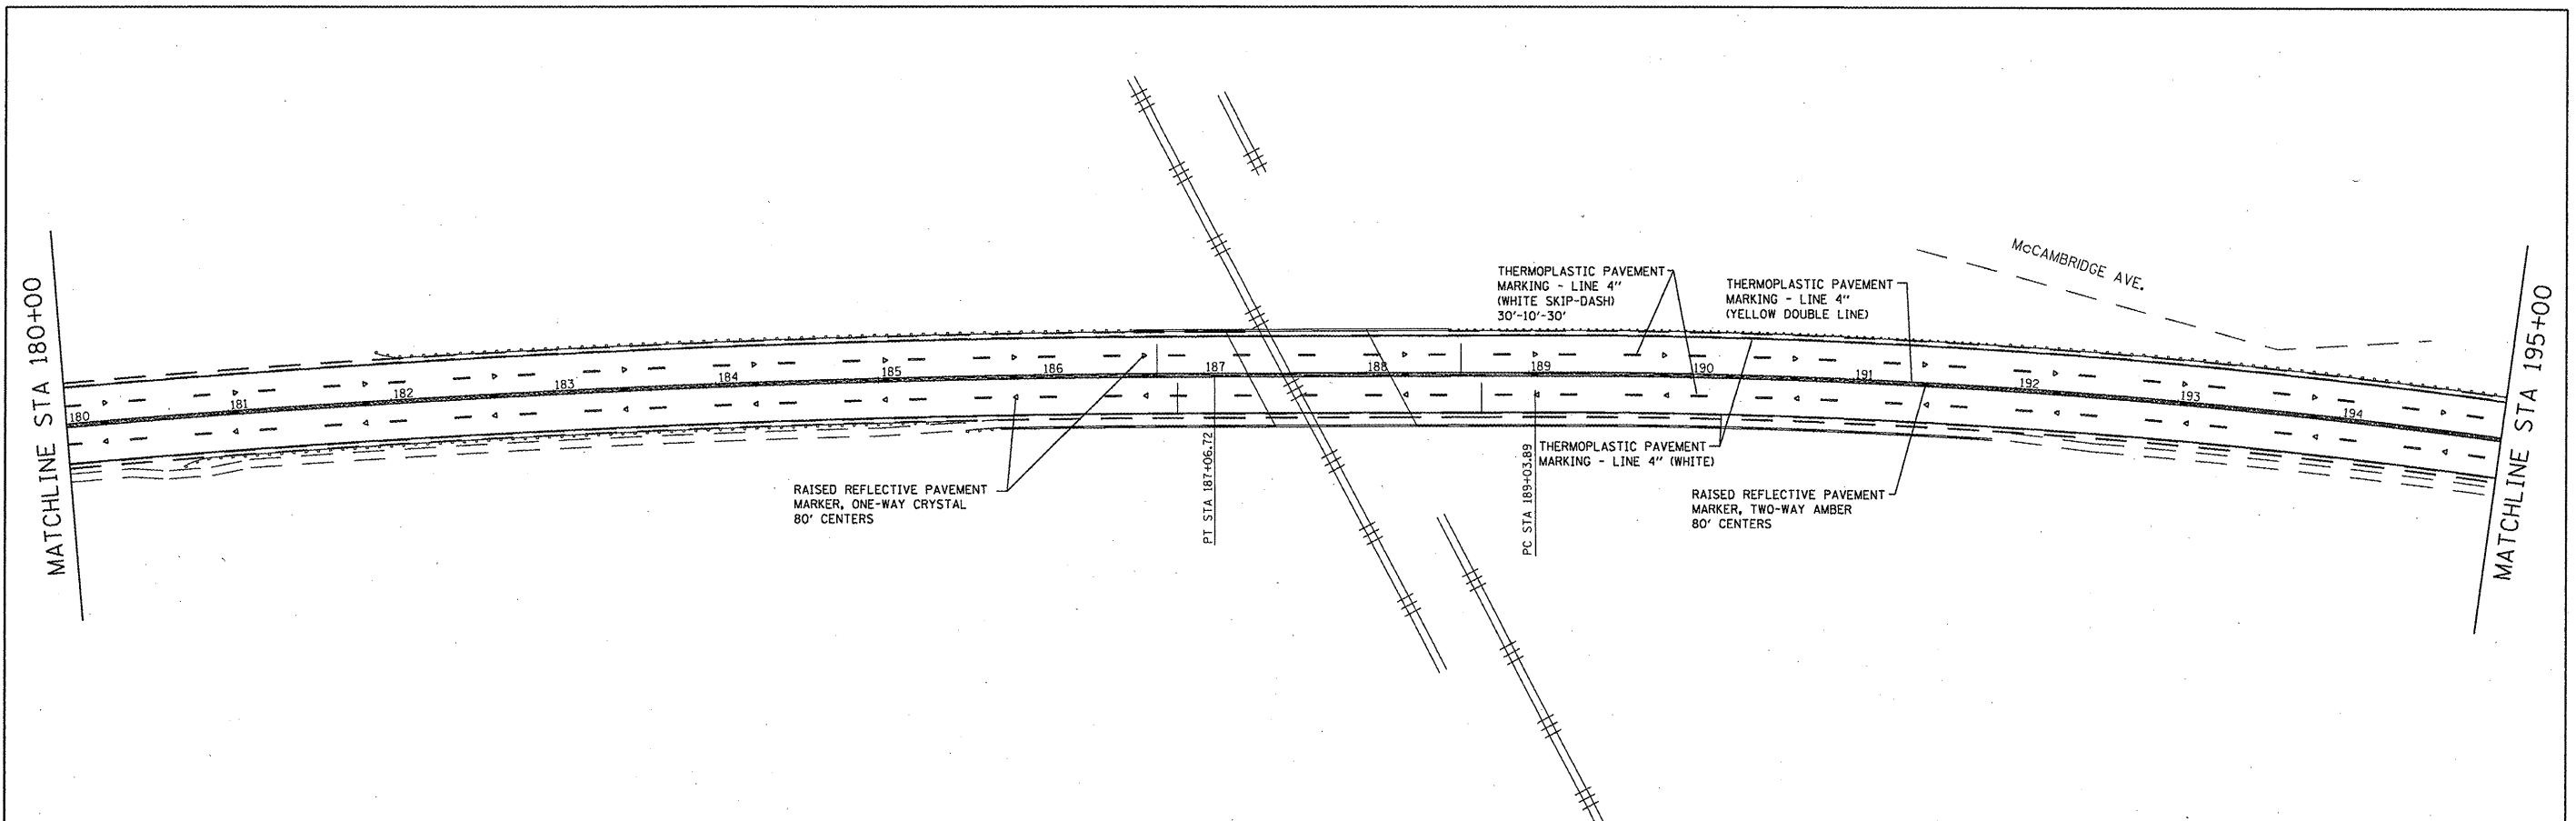 MATCHLINE STA 180+00
180
181
182
183
184
185
186
187
188
189
190
191
192
193
194
THERMOPLASTIC PAVEMENT
MARKING - LINE 4"
(WHITE SKIP-DASH)
30'-10'-30'
THERMOPLASTIC PAVEMENT
MARKING - LINE 4"
(YELLOW DOUBLE LINE)
McCAMBRIDGE AVE.
RAISED REFLECTIVE PAVEMENT
MARKER, ONE-WAY CRYSTAL
80' CENTERS
PT STA 187+06.72
PC STA 189+03.89
THERMOPLASTIC PAVEMENT
MARKING - LINE 4" (WHITE)
RAISED REFLECTIVE PAVEMENT
MARKER, TWO-WAY AMBER
80' CENTERS
MATCHLINE STA 195+00